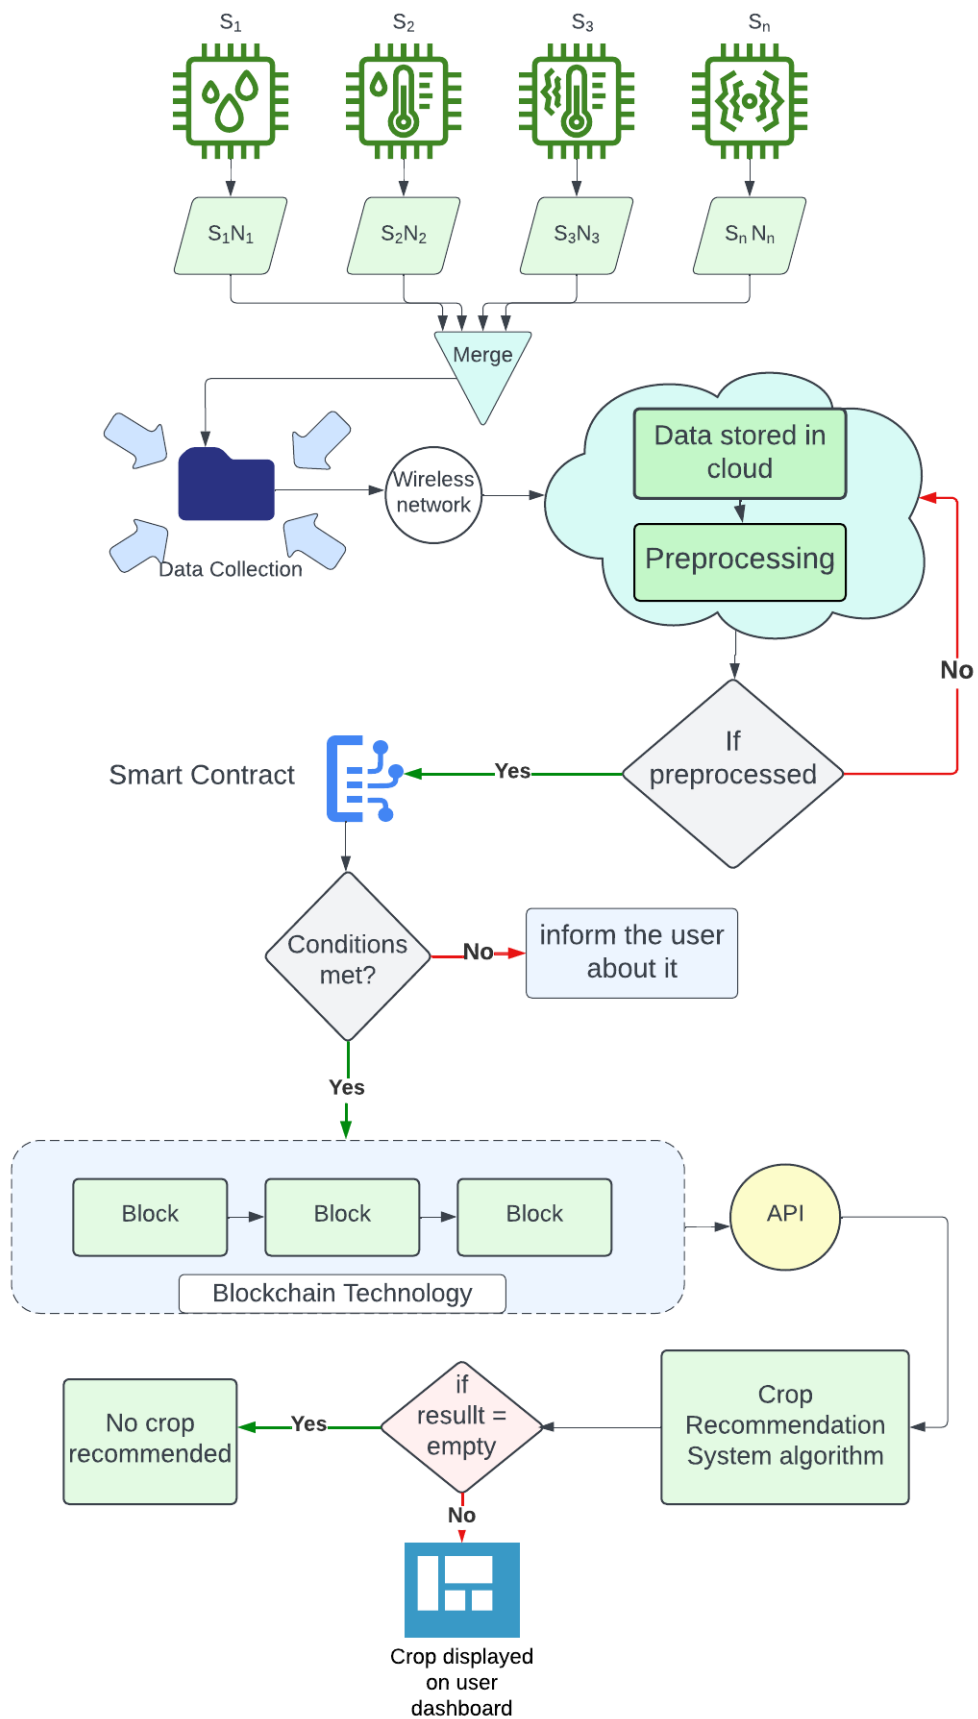 S₁
S₂
S₃
Sₙ
S₁N₁
S₂N₂
S₃N₃
Sₙ Nₙ
Merge
Data stored in
cloud
Wireless
network
Preprocessing
Data Collection
No
If
preprocessed
Yes
Smart Contract
Conditions
met?
No
inform the user
about it
Yes
Block
Block
Block
API
Blockchain Technology
Crop
Recommendation
System algorithm
if
resullt =
empty
Yes
No crop
recommended
No
Crop displayed
on user
dashboard